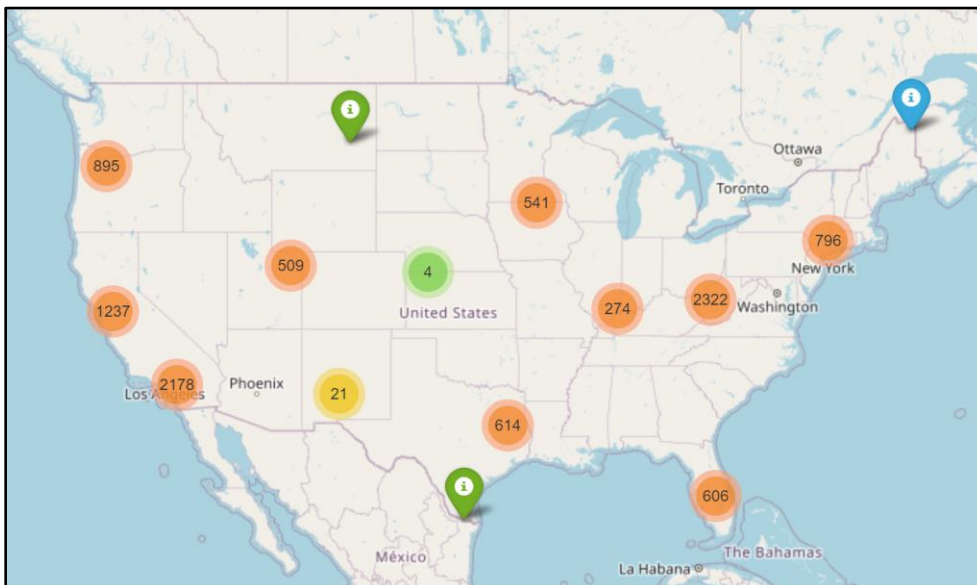 Ottawa
895
Toronto
541
796
509
4
New York
2322
Washington
1237
274
United States
2178
Los Angeles
Phoenix
21
614
606
México
The Bahamas
La Habana
i
i
i